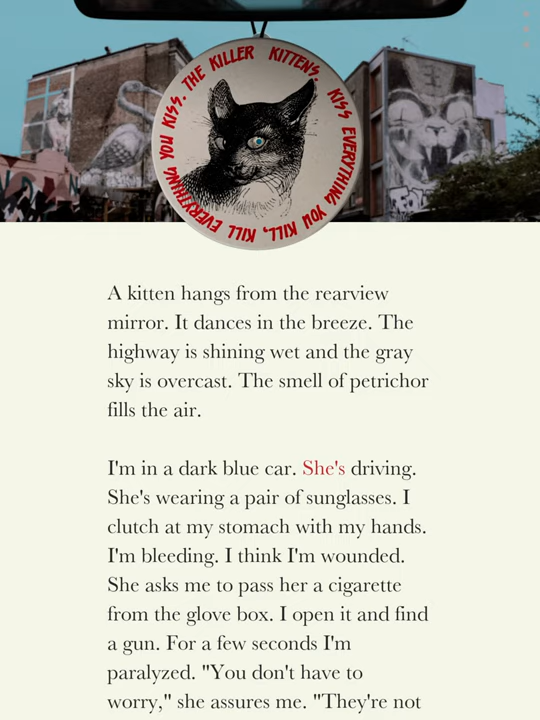 THE KILLER KITTENS. KISS EVERYTHING YOU KILL, KILL EVERYTHING YOU KISS.
A kitten hangs from the rearview
mirror. It dances in the breeze. The
highway is shining wet and the gray
sky is overcast. The smell of petrichor
fills the air.
I'm in a dark blue car. She's driving.
She's wearing a pair of sunglasses. I
clutch at my stomach with my hands.
I'm bleeding. I think I'm wounded.
She asks me to pass her a cigarette
from the glove box. I open it and find
a gun. For a few seconds I'm
paralyzed. "You don't have to
worry," she assures me. "They're not